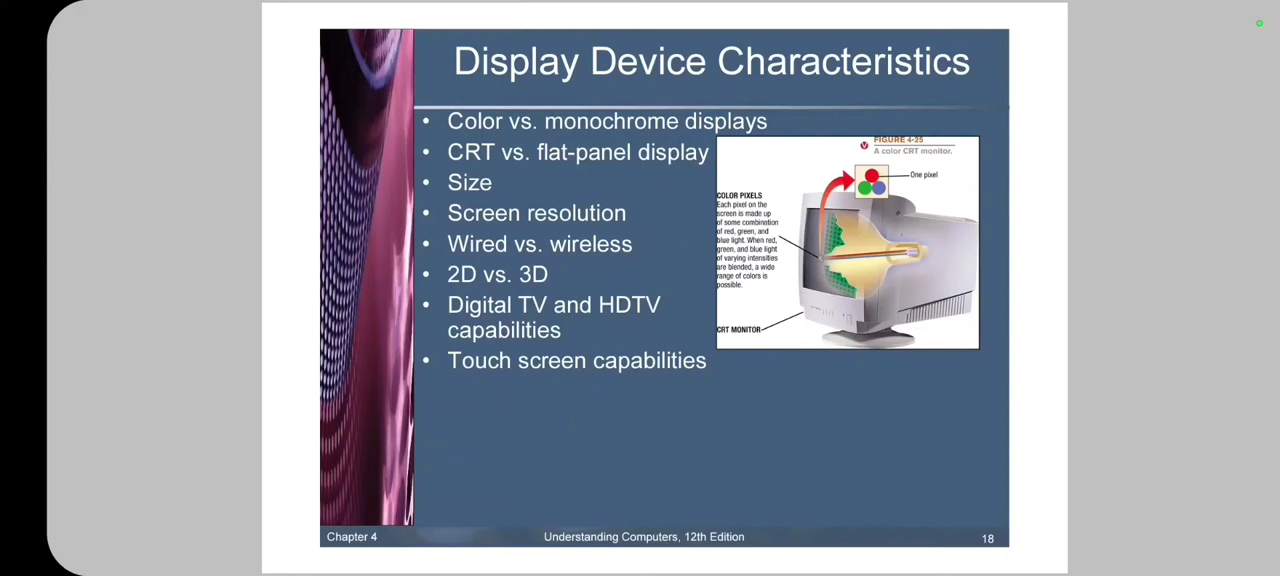 Display Device Characteristics
• Color vs. monochrome displays
• CRT vs. flat-panel display
• Size
• Screen resolution
• Wired vs. wireless
• 2D vs. 3D
• Digital TV and HDTV
capabilities
• Touch screen capabilities
FIGURE 4-25
A color CRT monitor.
One pixel
COLOR PIXELS
Each pixel on the
screen is made up
of some combination
of red, green, and
blue light. When red,
green, and blue light
of varying intensities
are blended, a wide
range of colors is
possible.
CRT MONITOR
Chapter 4
Understanding Computers, 12th Edition
18